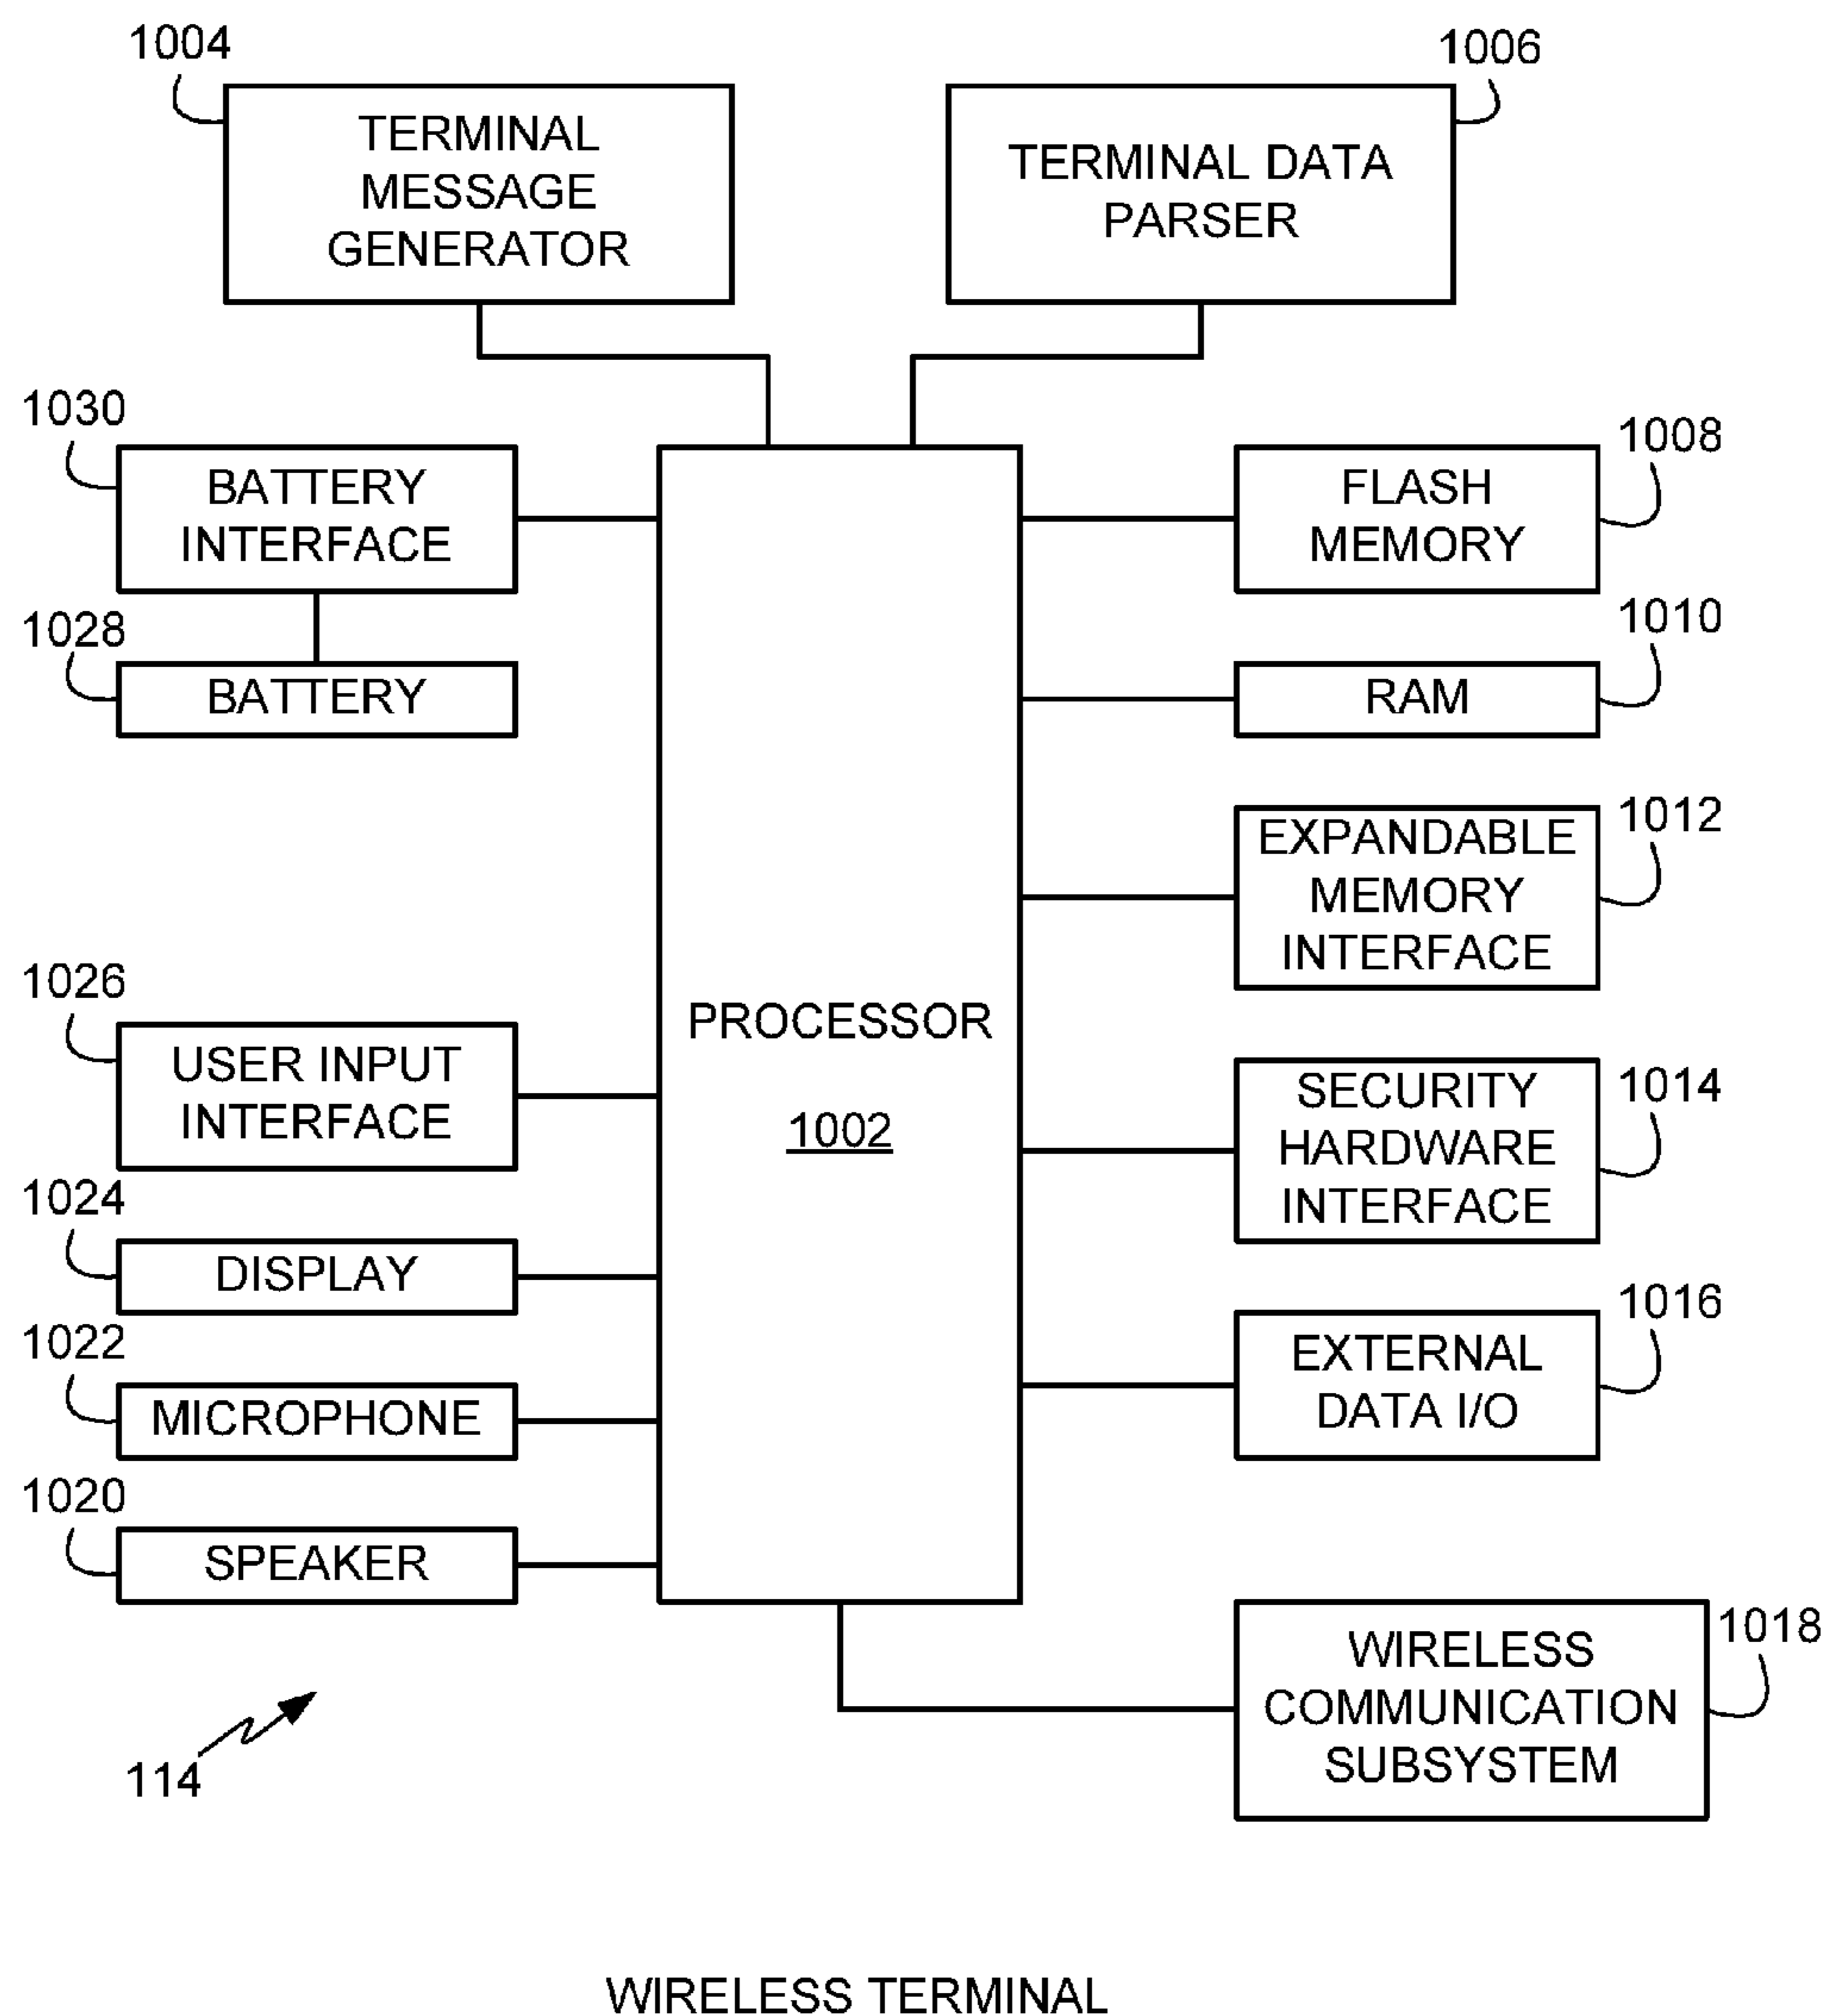 1004
1006
TERMINAL
MESSAGE
GENERATOR
TERMINAL DATA
PARSER
1030
BATTERY
INTERFACE
1028
BATTERY
1008
FLASH
MEMORY
1010
RAM
1012
EXPANDABLE
MEMORY
INTERFACE
PROCESSOR
1002
1026
USER INPUT
INTERFACE
1014
SECURITY
HARDWARE
INTERFACE
1024
DISPLAY
1016
EXTERNAL
DATA I/O
1022
MICROPHONE
1020
SPEAKER
1018
WIRELESS
COMMUNICATION
SUBSYSTEM
114
WIRELESS TERMINAL